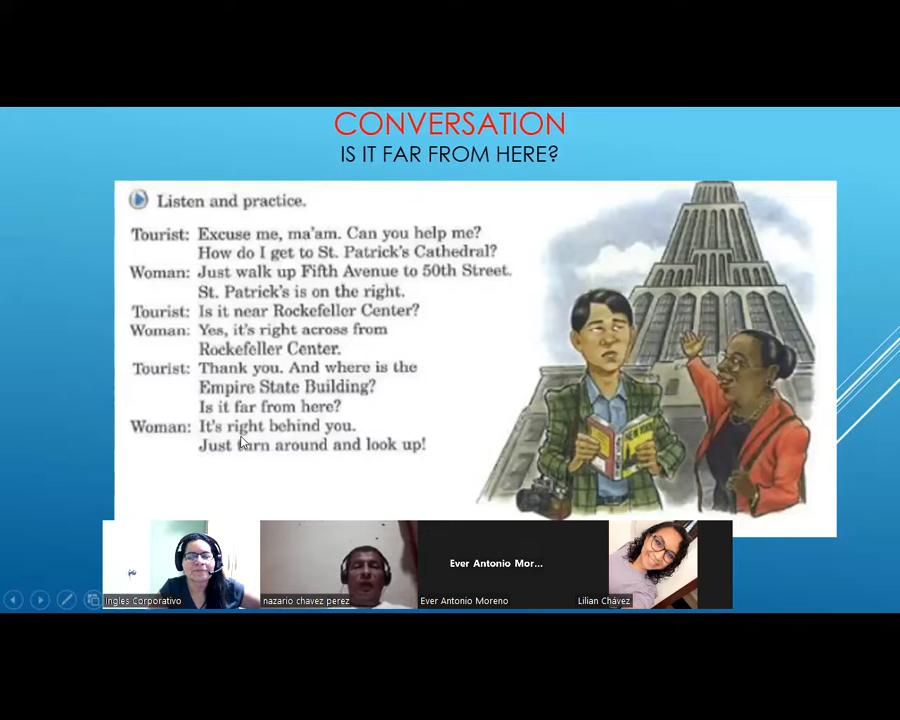 CONVERSATION
IS IT FAR FROM HERE?
Listen and practice.
Tourist: Excuse me, ma'am. Can you help me?
How do I get to St. Patrick's Cathedral?
Woman: Just walk up Fifth Avenue to 50th Street.
St. Patrick's is on the right.
Tourist: Is it near Rockefeller Center?
Woman: Yes, it's right across from
Rockefeller Center.
Tourist: Thank you. And where is the
Empire State Building?
Is it far from here?
Woman: It's right behind you.
Just turn around and look up!
NEW YORK
Ever Antonio Mor...
Ingles Corporativo
nazario chavez perez
Ever Antonio Moreno
Lilian Chávez